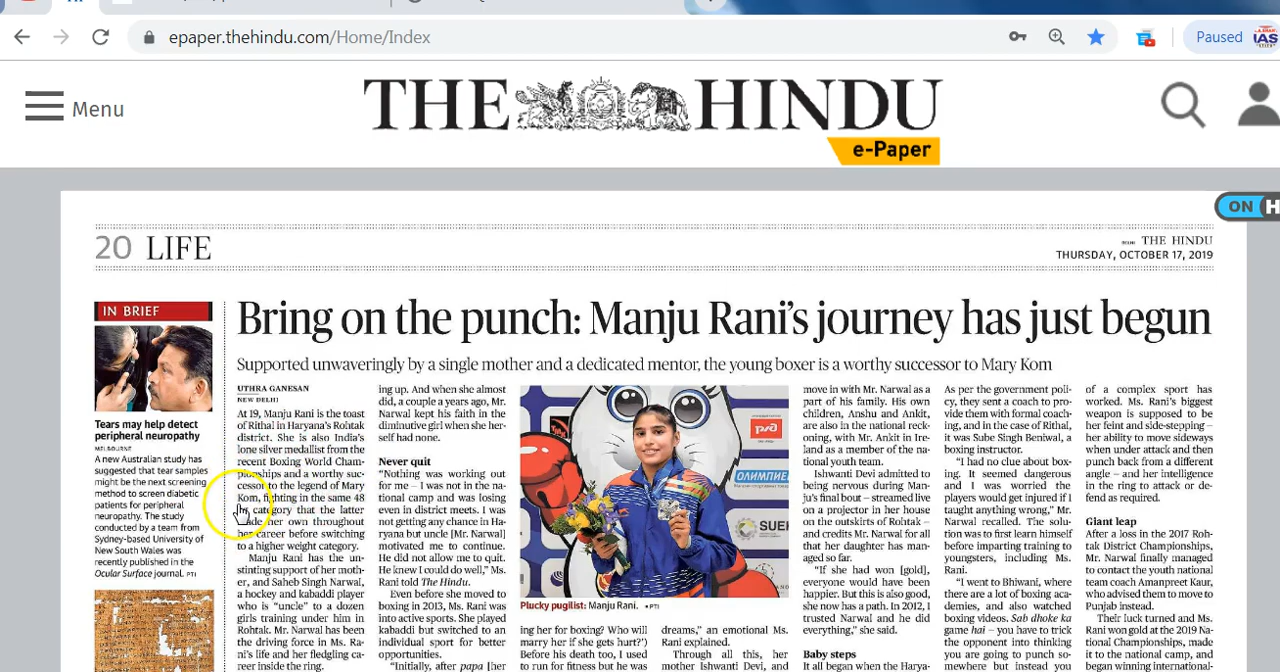 epaper.thehindu.com/Home/Index
Paused
IAS
Menu
THE HINDU
e-Paper
ON H
20 LIFE
THE HINDU
THURSDAY, OCTOBER 17, 2019
IN BRIEF
Tears may help detect
peripheral neuropathy
MELBOURNE
A new Australian study has
suggested that tear samples
might be the next screening
method to screen diabetic
patients for peripheral
neuropathy. The study
conducted by a team from
Sydney-based University of
New South Wales was
recently published in the
Ocular Surface journal. PTI
Bring on the punch: Manju Rani's journey has just begun
Supported unwaveringly by a single mother and a dedicated mentor, the young boxer is a worthy successor to Mary Kom
UTHRA GANESAN
NEW DELHI
At 19, Manju Rani is the toast
of Rithal in Haryana's Rohtak
district. She is also India's
lone silver medallist from the
recent Boxing World Cham-
pionships and a worthy suc-
cessor to the legend of Mary
Kom, fighting in the same 48
kg category that the latter
made her own throughout
her career before switching
to a higher weight category.
Manju Rani has the un-
stinting support of her moth-
er, and Saheb Singh Narwal,
a hockey and kabaddi player
who is "uncle" to a dozen
girls training under him in
Rohtak. Mr. Narwal has been
the driving force in Ms. Ra-
ni's life and her fledgling ca-
reer inside the ring.
ing up. And when she almost
did, a couple a years ago, Mr.
Narwal kept his faith in the
diminutive girl when she her-
self had none.
Never quit
"Nothing was working out
for me – I was not in the na-
tional camp and was losing
even in district meets. I was
not getting any chance in Ha-
ryana but uncle [Mr. Narwal]
motivated me to continue.
He did not allow me to quit.
He knew I could do well," Ms.
Rani told The Hindu.
Even before she moved to
boxing in 2013, Ms. Rani was
into active sports. She played
kabaddi but switched to an
individual sport for better
opportunities.
"Initially, after papa [her
РЖД
ОЛИМПИ
SUEK
Plucky pugilist: Manju Rani. •PTI
ing her for boxing? Who will
marry her if she gets hurt?')
Before his death too, I used
to run for fitness but he was
dreams," an emotional Ms.
Rani explained.
Through all this, her
mother Ishwanti Devi, and
move in with Mr. Narwal as a
part of his family. His own
children, Anshu and Ankit,
are also in the national reck-
oning, with Mr. Ankit in Ire-
land as a member of the na-
tional youth team.
Ishwanti Devi admitted to
being nervous during Man-
ju's final bout – streamed live
on a projector in her house
on the outskirts of Rohtak –
and credits Mr. Narwal for all
that her daughter has man-
aged so far.
"If she had won [gold],
everyone would have been
happier. But this is also good,
she now has a path. In 2012, I
trusted Narwal and he did
everything," she said.
Baby steps
It all began when the Harya-
As per the government poli-
cy, they sent a coach to pro-
vide them with formal coach-
ing, and in the case of Rithal,
it was Sube Singh Beniwal, a
boxing instructor.
"I had no clue about box-
ing. It seemed dangerous
and I was worried the
players would get injured if I
taught anything wrong," Mr.
Narwal recalled. The solu-
tion was to first learn himself
before imparting training to
youngsters, including Ms.
Rani.
"I went to Bhiwani, where
there are a lot of boxing aca-
demies, and also watched
boxing videos. Sab dhoke ka
game hai – you have to trick
the opponent into thinking
you are going to punch so-
mewhere but instead you
of a complex sport has
worked. Ms. Rani's biggest
weapon is supposed to be
the feint and side-stepping –
her ability to move sideways
then punch back from a
different angle – and her intelligence
in the ring to attack or de-
fend as required.
Giant leap
After a loss in the 2017 Roh-
tak District Championships,
Mr. Narwal finally managed
to contact the youth national
team coach Amanpreet Kaur,
who advised them to move to
Punjab instead.
Their luck turned and Ms.
Rani won gold at the 2019 Na-
tional Championships, made
it to the national camp, and
began winning international